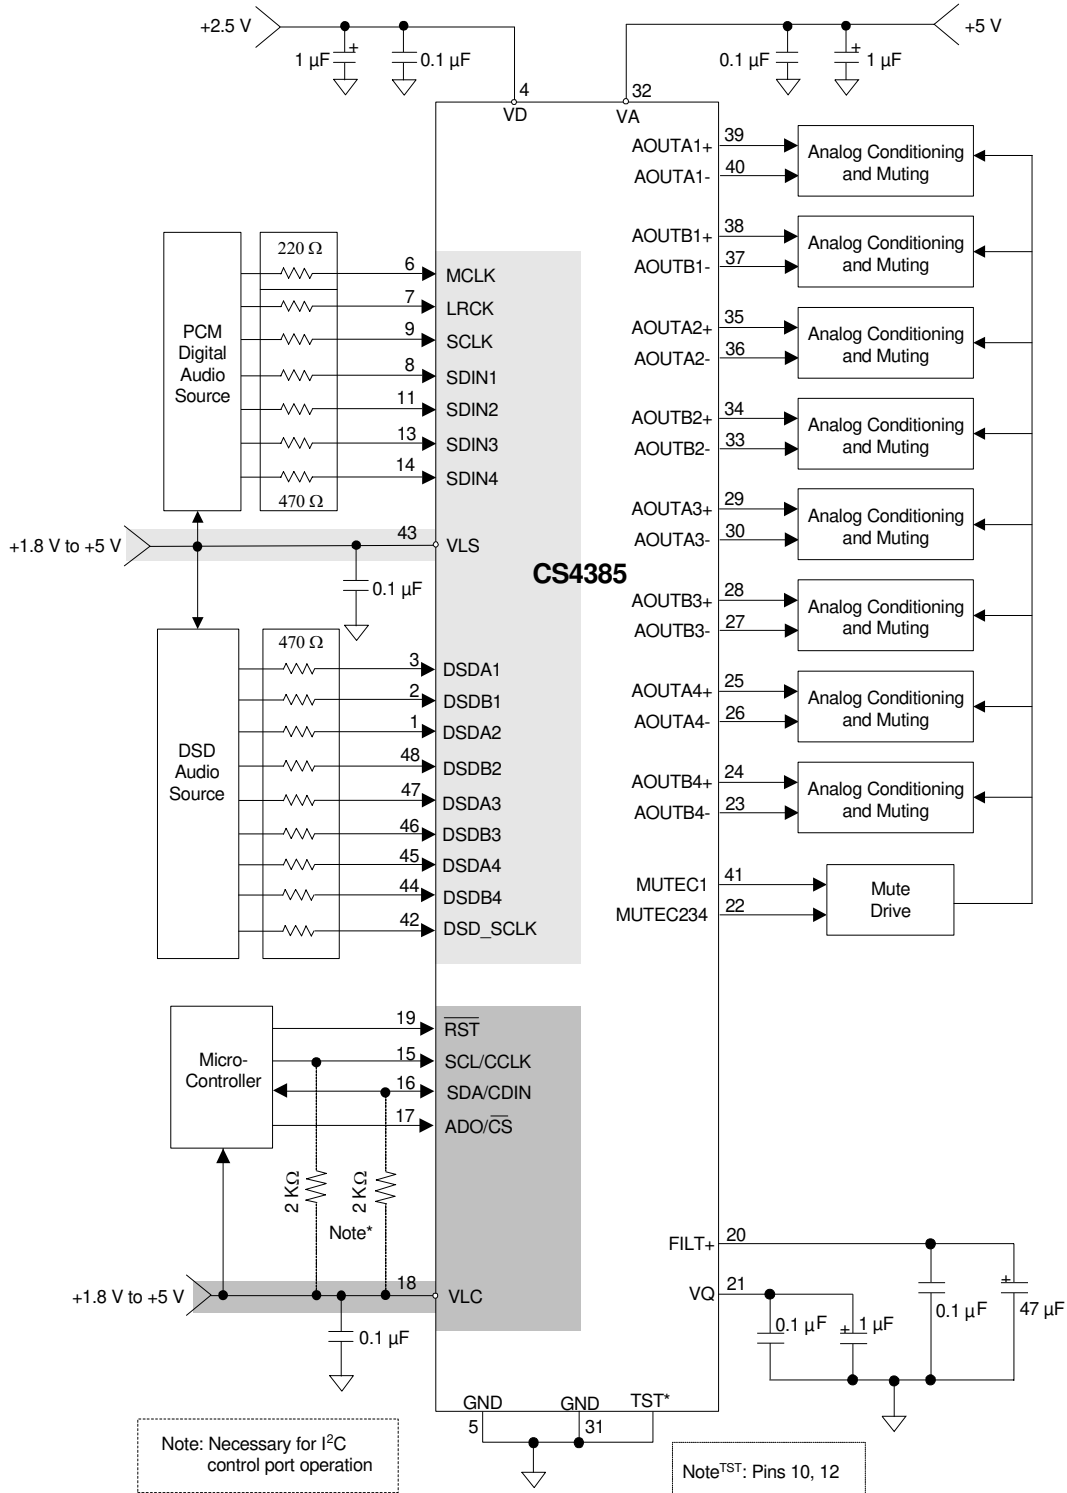 +2.5 V
+5 V
1 µF
+
0.1 µF
0.1 µF
+
1 µF
4
32
VD
VA
AOUTA1+
39
AOUTA1-
40
Analog Conditioning
and Muting
AOUTB1+
38
AOUTB1-
37
Analog Conditioning
and Muting
AOUTA2+
35
AOUTA2-
36
Analog Conditioning
and Muting
AOUTB2+
34
AOUTB2-
33
Analog Conditioning
and Muting
AOUTA3+
29
AOUTA3-
30
Analog Conditioning
and Muting
AOUTB3+
28
AOUTB3-
27
Analog Conditioning
and Muting
AOUTA4+
25
AOUTA4-
26
Analog Conditioning
and Muting
AOUTB4+
24
AOUTB4-
23
Analog Conditioning
and Muting
MUTEC1
41
MUTEC234
22
Mute
Drive
PCM
Digital
Audio
Source
220 Ω
6
MCLK
7
LRCK
9
SCLK
8
SDIN1
11
SDIN2
13
SDIN3
14
SDIN4
470 Ω
+1.8 V to +5 V
43
VLS
0.1 µF
CS4385
DSD
Audio
Source
470 Ω
3
DSDA1
2
DSDB1
1
DSDA2
48
DSDB2
47
DSDA3
46
DSDB3
45
DSDA4
44
DSDB4
42
DSD_SCLK
Micro-
Controller
19
RST
15
SCL/CCLK
16
SDA/CDIN
17
ADO/CS
2 KΩ
2 KΩ
Note*
+1.8 V to +5 V
18
VLC
0.1 µF
FILT+
20
VQ
21
0.1 µF
+
1 µF
0.1 µF
+
47 µF
GND
GND
TST*
5
31
Note: Necessary for I²C
control port operation
Note^TST: Pins 10, 12